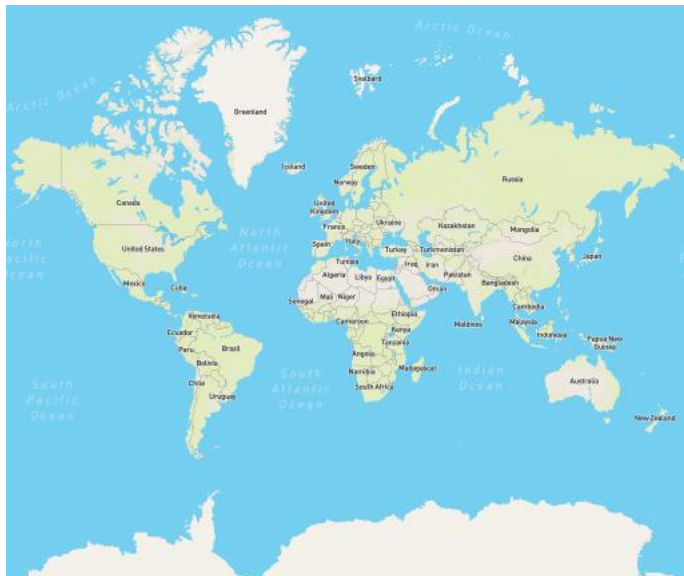 Arctic Ocean
Svalbard
Arctic Ocean
Greenland
Iceland
Sweden
Norway
Russia
Canada
United
Kingdom
Ukraine
Kazakhstan
Mongolia
North
Pacific
Ocean
United States
North
Atlantic
Ocean
France
Spain
Italy
Turkey
Turkmenistan
China
Japan
Tunisia
Iraq
Iran
Mexico
Cuba
Algeria
Libya
Egypt
Pakistan
Bangladesh
Oman
Senegal
Mali
Niger
Venezuela
Cameroon
Ethiopia
Cambodia
Maldives
Malaysia
Ecuador
Kenya
Indonesia
Papua New
Guinea
Peru
Brazil
Tanzania
Bolivia
Angola
Madagascar
Indian
Ocean
South
Pacific
Ocean
Chile
South
Atlantic
Ocean
Namibia
South Africa
Australia
Uruguay
New Zealand